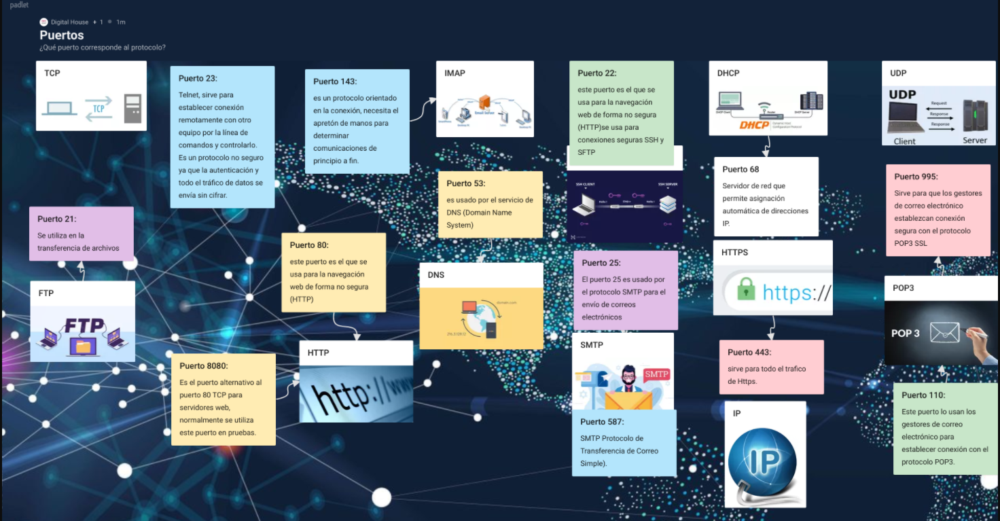 padlet
Digital House + 1 1m
Puertos
¿Qué puerto corresponde al protocolo?
TCP
TCP
Puerto 23:
Telnet, sirve para
establecer conexión
remotamente con otro
equipo por la línea de
comandos y controlarlo.
Es un protocolo no seguro
ya que la autenticación y
todo el tráfico de datos se
envía sin cifrar.
Puerto 143:
es un protocolo orientado
en la conexión, necesita el
apretón de manos para
determinar
comunicaciones de
principio a fin.
IMAP
Email Server
Puerto 22:
este puerto es el que se
usa para la navegación
web de forma no segura
(HTTP)se usa para
conexiones seguras SSH y
SFTP
SSH CLIENT
SSH SERVER
DHCP
DHCP Client
Router
DHCP Server
DHCP
UDP
UDP
Request
Response
Response
Client
Server
Puerto 21:
Se utiliza en la
transferencia de archivos
FTP
FTP
Puerto 80:
este puerto es el que se
usa para la navegación
web de forma no segura
(HTTP)
Puerto 8080:
Es el puerto alternativo al
puerto 80 TCP para
servidores web,
normalmente se utiliza
este puerto en pruebas.
HTTP
http://ww
Puerto 53:
es usado por el servicio de
DNS (Domain Name
System)
DNS
domain.com
Puerto 25:
El puerto 25 es usado por
el protocolo SMTP para el
envío de correos
electrónicos
SMTP
SMTP
Puerto 587:
SMTP Protocolo de
Transferencia de Correo
Simple).
Puerto 68
Servidor de red que
permite asignación
automática de direcciones
IP.
HTTPS
https://
Puerto 443:
sirve para todo el trafico
de Https.
IP
IP
Puerto 995:
Sirve para que los gestores
de correo electrónico
establezcan conexión
segura con el protocolo
POP3 SSL
POP3
POP 3
Puerto 110:
Este puerto lo usan los
gestores de correo
electrónico para
establecer conexión con el
protocolo POP3.